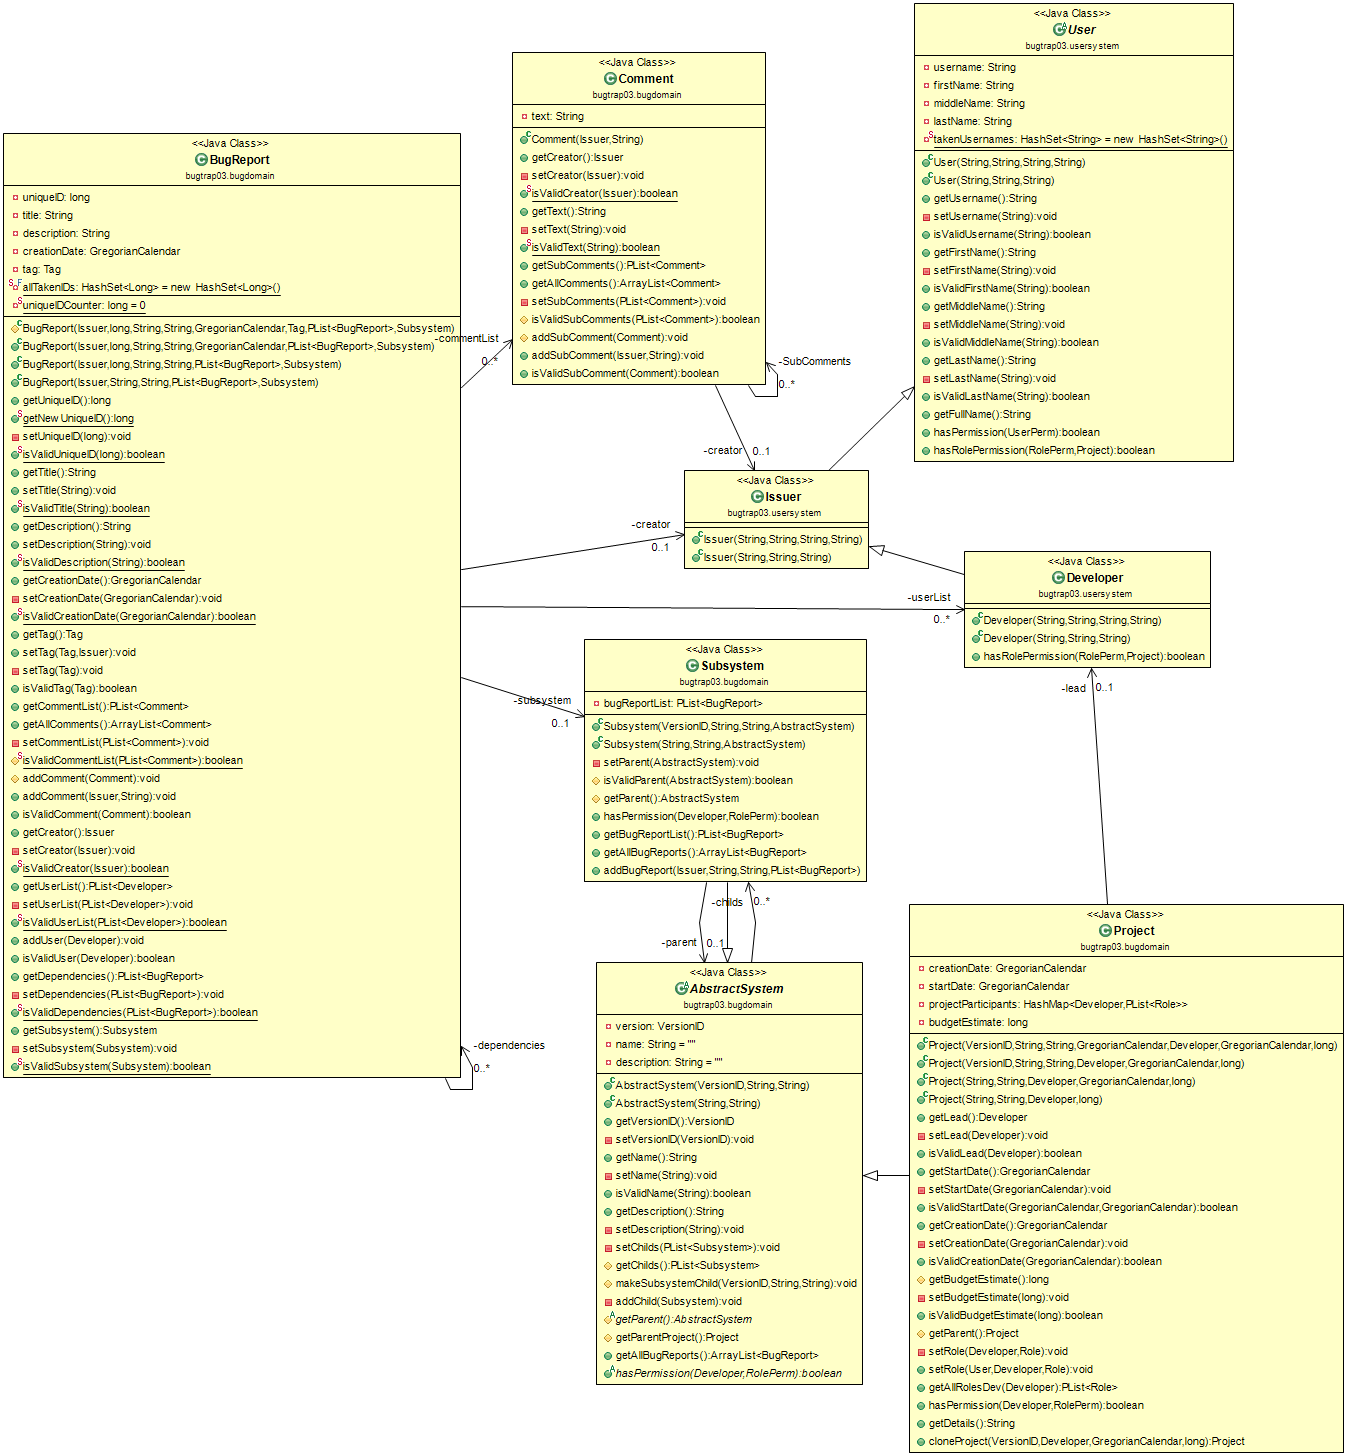 <<Java Class>>
BugReport
bugtrap03.bugdomain
uniqueID: long
title: String
description: String
creationDate: GregorianCalendar
tag: Tag
allTakenIDs: HashSet<Long> = new HashSet<Long>()
uniqueIDCounter: long = 0
BugReport(Issuer,long,String,String,GregorianCalendar,Tag,PList<BugReport>,Subsystem)
BugReport(Issuer,long,String,String,GregorianCalendar,PList<BugReport>,Subsystem)
BugReport(Issuer,long,String,String,PList<BugReport>,Subsystem)
BugReport(Issuer,String,String,PList<BugReport>,Subsystem)
getUniqueID():long
getNewUniqueID():long
setUniqueID(long):void
isValidUniqueID(long):boolean
getTitle():String
setTitle(String):void
isValidTitle(String):boolean
getDescription():String
setDescription(String):void
isValidDescription(String):boolean
getCreationDate():GregorianCalendar
setCreationDate(GregorianCalendar):void
isValidCreationDate(GregorianCalendar):boolean
getTag():Tag
setTag(Tag,Issuer):void
setTag(Tag):void
isValidTag(Tag):boolean
getCommentList():PList<Comment>
getAllComments():ArrayList<Comment>
setCommentList(PList<Comment>):void
isValidCommentList(PList<Comment>):boolean
addComment(Comment):void
addComment(Issuer,String):void
isValidComment(Comment):boolean
getCreator():Issuer
setCreator(Issuer):void
isValidCreator(Issuer):boolean
getUserList():PList<Developer>
setUserList(PList<Developer>):void
isValidUserList(PList<Developer>):boolean
addUser(Developer):void
isValidUser(Developer):boolean
getDependencies():PList<BugReport>
setDependencies(PList<BugReport>):void
isValidDependencies(PList<BugReport>):boolean
getSubsystem():Subsystem
setSubsystem(Subsystem):void
isValidSubsystem(Subsystem):boolean
-commentList
0..*
-creator
0..1
-userList
0..*
-subsystem
0..1
-dependencies
0..*
<<Java Class>>
Comment
bugtrap03.bugdomain
text: String
Comment(Issuer,String)
getCreator():Issuer
setCreator(Issuer):void
isValidCreator(Issuer):boolean
getText():String
setText(String):void
isValidText(String):boolean
getSubComments():PList<Comment>
getAllComments():ArrayList<Comment>
setSubComments(PList<Comment>):void
isValidSubComments(PList<Comment>):boolean
addSubComment(Comment):void
addSubComment(Issuer,String):void
isValidSubComment(Comment):boolean
-SubComments
0..*
-creator
0..1
<<Java Class>>
User
bugtrap03.usersystem
username: String
firstName: String
middleName: String
lastName: String
takenUsernames: HashSet<String> = new HashSet<String>()
User(String,String,String,String)
User(String,String,String)
getUsername():String
setUsername(String):void
isValidUsername(String):boolean
getFirstName():String
setFirstName(String):void
isValidFirstName(String):boolean
getMiddleName():String
setMiddleName(String):void
isValidMiddleName(String):boolean
getLastName():String
setLastName(String):void
isValidLastName(String):boolean
getFullName():String
hasPermission(UserPerm):boolean
hasRolePermission(RolePerm,Project):boolean
<<Java Class>>
Issuer
bugtrap03.usersystem
Issuer(String,String,String,String)
Issuer(String,String,String)
<<Java Class>>
Developer
bugtrap03.usersystem
Developer(String,String,String,String)
Developer(String,String,String)
hasRolePermission(RolePerm,Project):boolean
-lead
0..1
<<Java Class>>
Subsystem
bugtrap03.bugdomain
bugReportList: PList<BugReport>
Subsystem(VersionID,String,String,AbstractSystem)
Subsystem(String,String,AbstractSystem)
setParent(AbstractSystem):void
isValidParent(AbstractSystem):boolean
getParent():AbstractSystem
hasPermission(Developer,RolePerm):boolean
getBugReportList():PList<BugReport>
getAllBugReports():ArrayList<BugReport>
addBugReport(Issuer,String,String,PList<BugReport>)
-childs
0..*
-parent
0..1
<<Java Class>>
AbstractSystem
bugtrap03.bugdomain
version: VersionID
name: String = ""
description: String = ""
AbstractSystem(VersionID,String,String)
AbstractSystem(String,String)
getVersionID():VersionID
setVersionID(VersionID):void
getName():String
setName(String):void
isValidName(String):boolean
getDescription():String
setDescription(String):void
setChilds(PList<Subsystem>):void
getChilds():PList<Subsystem>
makeSubsystemChild(VersionID,String,String):void
addChild(Subsystem):void
getParent():AbstractSystem
getParentProject():Project
getAllBugReports():ArrayList<BugReport>
hasPermission(Developer,RolePerm):boolean
<<Java Class>>
Project
bugtrap03.bugdomain
creationDate: GregorianCalendar
startDate: GregorianCalendar
projectParticipants: HashMap<Developer,PList<Role>>
budgetEstimate: long
Project(VersionID,String,String,GregorianCalendar,Developer,GregorianCalendar,long)
Project(VersionID,String,String,Developer,GregorianCalendar,long)
Project(String,String,Developer,GregorianCalendar,long)
Project(String,String,Developer,long)
getLead():Developer
setLead(Developer):void
isValidLead(Developer):boolean
getStartDate():GregorianCalendar
setStartDate(GregorianCalendar):void
isValidStartDate(GregorianCalendar,GregorianCalendar):boolean
getCreationDate():GregorianCalendar
setCreationDate(GregorianCalendar):void
isValidCreationDate(GregorianCalendar):boolean
getBudgetEstimate():long
setBudgetEstimate(long):void
isValidBudgetEstimate(long):boolean
getParent():Project
setRole(Developer,Role):void
setRole(User,Developer,Role):void
getAllRolesDev(Developer):PList<Role>
hasPermission(Developer,RolePerm):boolean
getDetails():String
cloneProject(VersionID,Developer,GregorianCalendar,long):Project